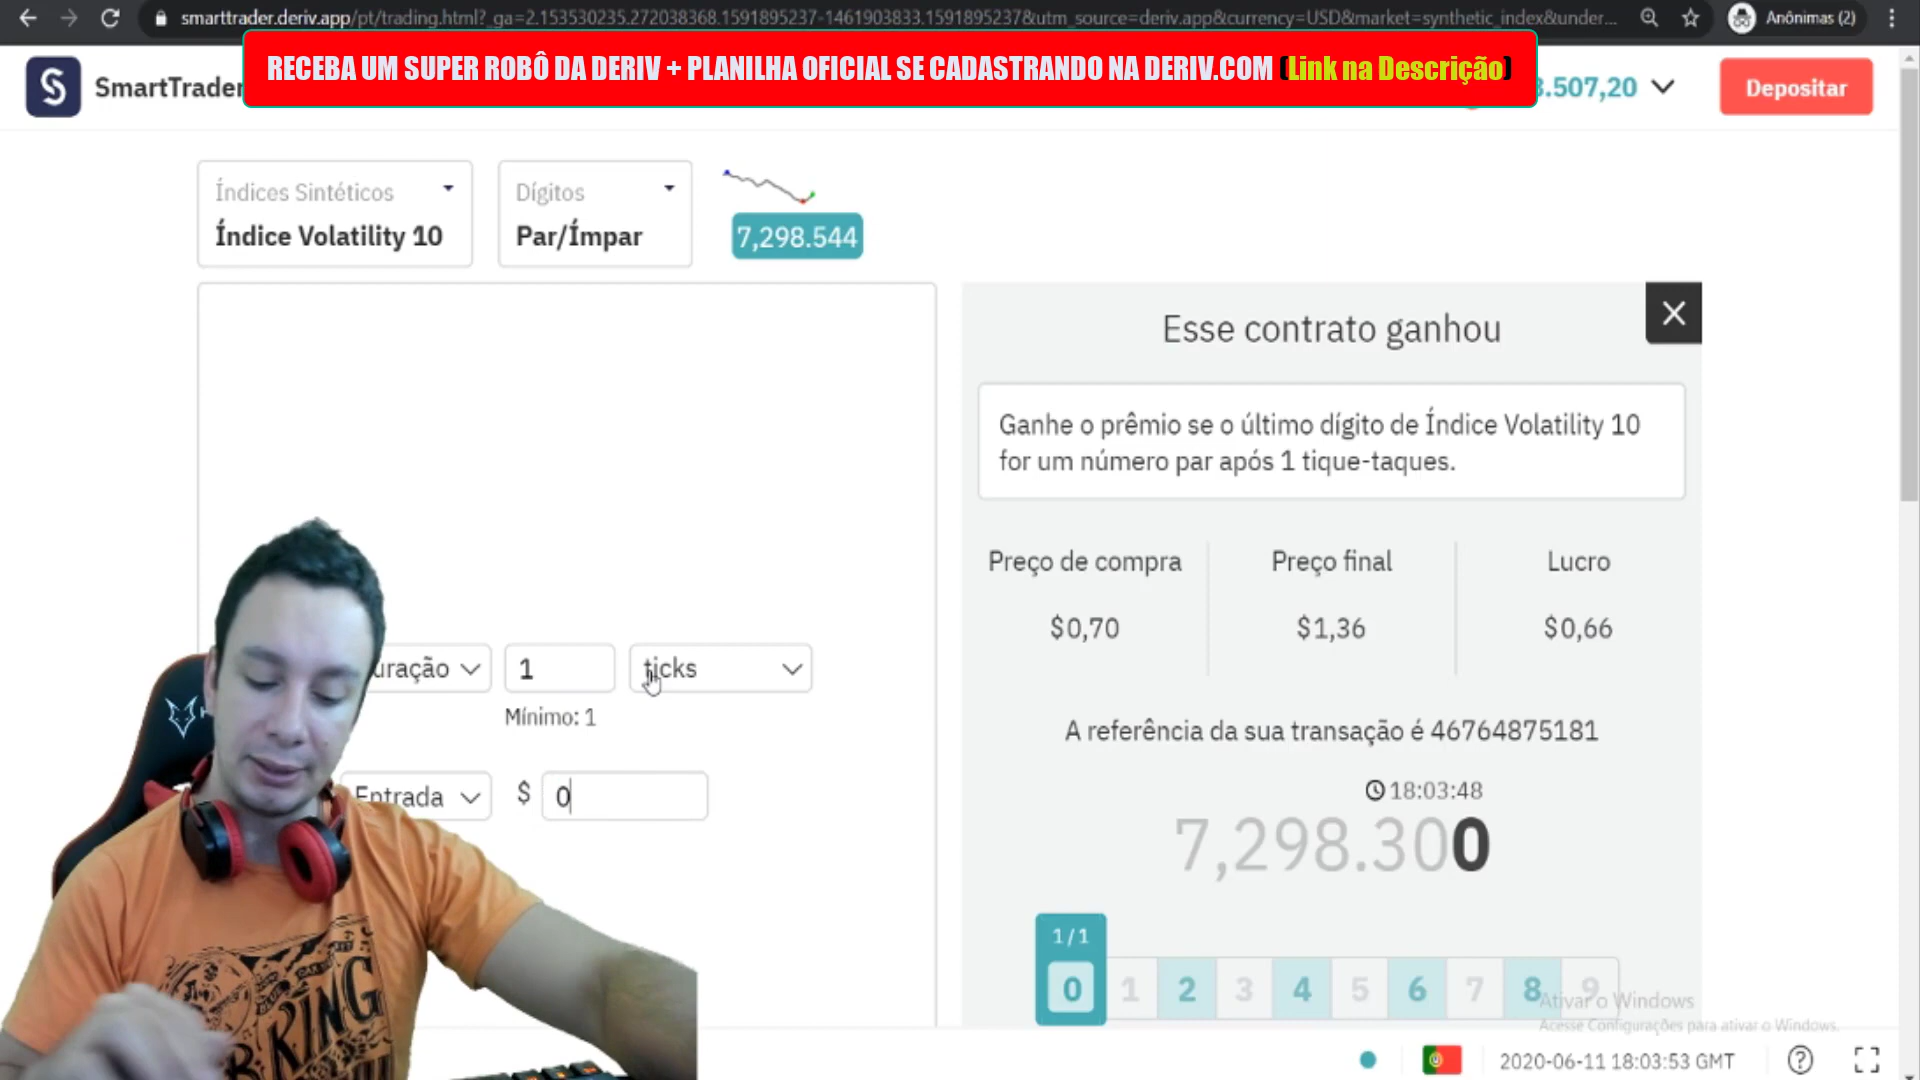 smarttrader.deriv.app/pt/trading.html?_ga=2.153530235.272038368.1591895237-1461903833.1591895237&utm_source=deriv.app&currency=USD&market=synthetic_index&under...
Anônimas (2)
RECEBA UM SUPER ROBÔ DA DERIV + PLANILHA OFICIAL SE CADASTRANDO NA DERIV.COM (Link na Descrição)
S SmartTrader
3.507,20
Depositar
Índices Sintéticos
Índice Volatility 10
Dígitos
Par/Ímpar
7,298.544
Esse contrato ganhou
Ganhe o prêmio se o último dígito de Índice Volatility 10
for um número par após 1 tique-taques.
Preço de compra
Preço final
Lucro
$0,70
$1,36
$0,66
uração
1
ticks
Mínimo: 1
A referência da sua transação é 46764875181
Entrada
$ 0
18:03:48
7,298.300
1/1
0 1 2 3 4 5 6 7 8 9
Ativar o Windows
Acesse Configurações para ativar o Windows.
2020-06-11 18:03:53 GMT